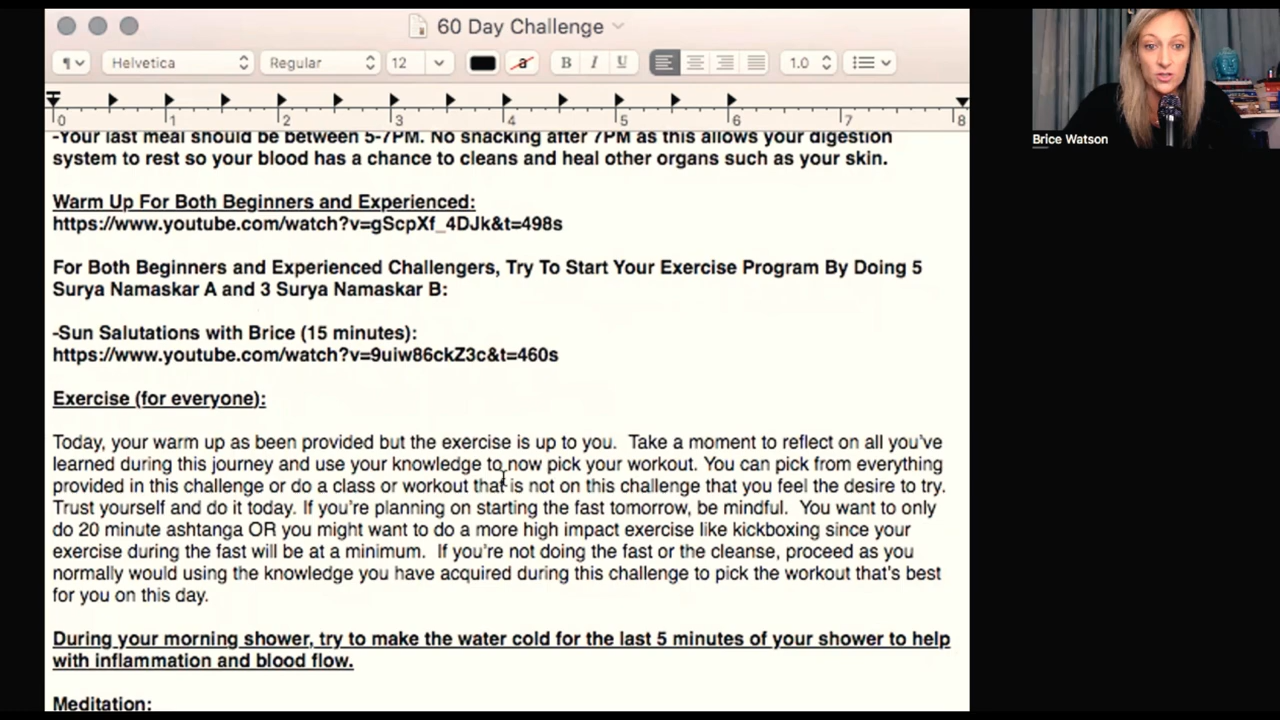 60 Day Challenge
Helvetica Regular 12 a B I U 1.0
0 1 2 3 4 5 6 7 8
-Your last meal should be between 5-7PM. No snacking after 7PM as this allows your digestion
system to rest so your blood has a chance to cleans and heal other organs such as your skin.
Warm Up For Both Beginners and Experienced:
https://www.youtube.com/watch?v=gScpXf_4DJk&t=498s
For Both Beginners and Experienced Challengers, Try To Start Your Exercise Program By Doing 5
Surya Namaskar A and 3 Surya Namaskar B:
-Sun Salutations with Brice (15 minutes):
https://www.youtube.com/watch?v=9uiw86ckZ3c&t=460s
Exercise (for everyone):
Today, your warm up as been provided but the exercise is up to you.  Take a moment to reflect on all you've
learned during this journey and use your knowledge to now pick your workout. You can pick from everything
provided in this challenge or do a class or workout that is not on this challenge that you feel the desire to try.
Trust yourself and do it today. If you're planning on starting the fast tomorrow, be mindful.  You want to only
do 20 minute ashtanga OR you might want to do a more high impact exercise like kickboxing since your
exercise during the fast will be at a minimum.  If you're not doing the fast or the cleanse, proceed as you
normally would using the knowledge you have acquired during this challenge to pick the workout that's best
for you on this day.
During your morning shower, try to make the water cold for the last 5 minutes of your shower to help
with inflammation and blood flow.
Meditation:
Brice Watson